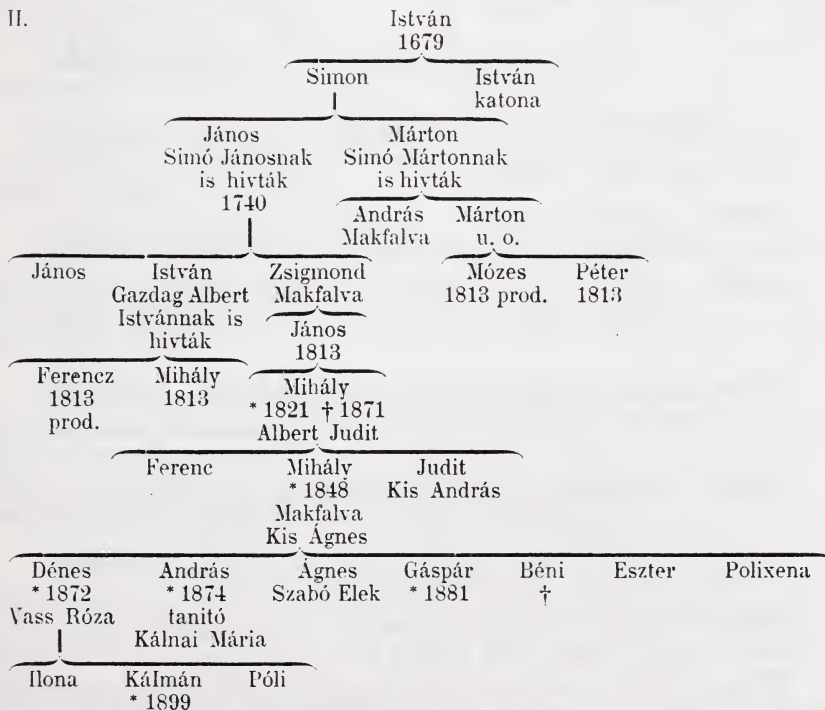 II.
István
1679
Simon István
katona
János Márton
Simó Jánosnak Simó Mártonnak
is hivták is hivták
1740
András Márton
Makfalva u. o.
János István Zsigmond Mózes Péter
Gazdag Albert Makfalva 1813 prod. 1813
Istvánnak is
hivták
János
1813
Ferencz Mihály
1813 1813
prod.
Mihály
* 1821 † 1871
Albert Judit
Ferenc Mihály Judit
* 1848 Kis András
Makfalva
Kis Ágnes
Dénes András Ágnes Gáspár Béni Eszter Polixena
* 1872 * 1874 Szabó Elek * 1881 †
Vass Róza tanitó
Kálnai Mária
Ilona Kálmán Póli
* 1899